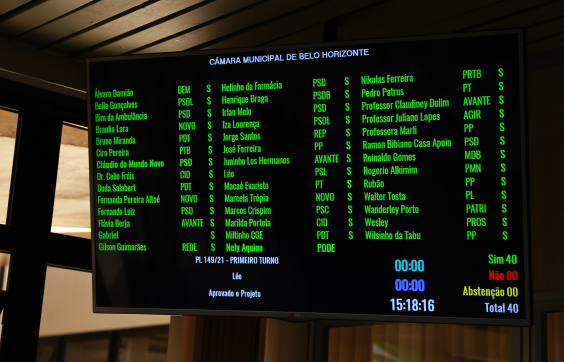 CÂMARA MUNICIPAL DE BELO HORIZONTE
Álvaro Damião DEM S
Bella Gonçalves PSOL S
Bim da Ambulância PSD S
Braulio Lara NOVO S
Bruno Miranda PDT S
Ciro Pereira PTB S
Cláudio do Mundo Novo PSD S
Dr. Célio Fróis CID S
Duda Salabert PDT S
Fernanda Pereira Altoé NOVO S
Fernando Luiz PSD S
Flávia Borja AVANTE S
Gabriel S
Gilson Guimarães REDE S
Helinho da Farmácia PSD S
Henrique Braga PSDB S
Irlan Melo PSD S
Iza Lourença PSOL S
Jorge Santos REP S
José Ferreira PP S
Juninho Los Hermanos AVANTE S
Léo PSL S
Macaé Evaristo PT S
Marcela Trópia NOVO S
Marcos Crispim PSC S
Marilda Portela CID S
Miltinho CGE PDT S
Nely Aquino PODE
Nikolas Ferreira PRTB S
Pedro Patrus PT S
Professor Claudiney Dulim AVANTE S
Professor Juliano Lopes AGIR S
Professora Marli PP S
Ramon Bibiano Casa Apoio PSD S
Reinaldo Gomes MDB S
Rogerio Alkimim PMN S
Rubão PP S
Walter Tosta PL S
Wanderley Porto PATRI S
Wesley PROS S
Wilsinho da Tabu PP S
PL 149/21 - PRIMEIRO TURNO
Léo
Aprovado o Projeto
00:00
00:00
15:18:16
Sim 40
Não 00
Abstenção 00
Total 40